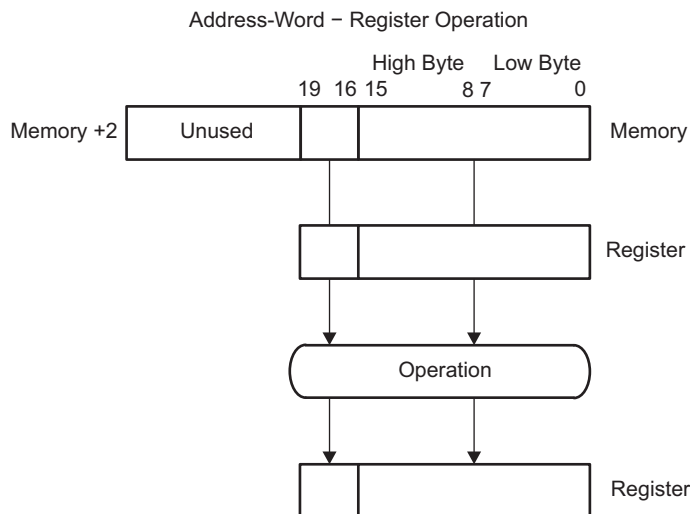 Address-Word − Register Operation
High Byte Low Byte
19 16 15 8 7 0
Memory +2 Unused Memory
Register
Operation
Register